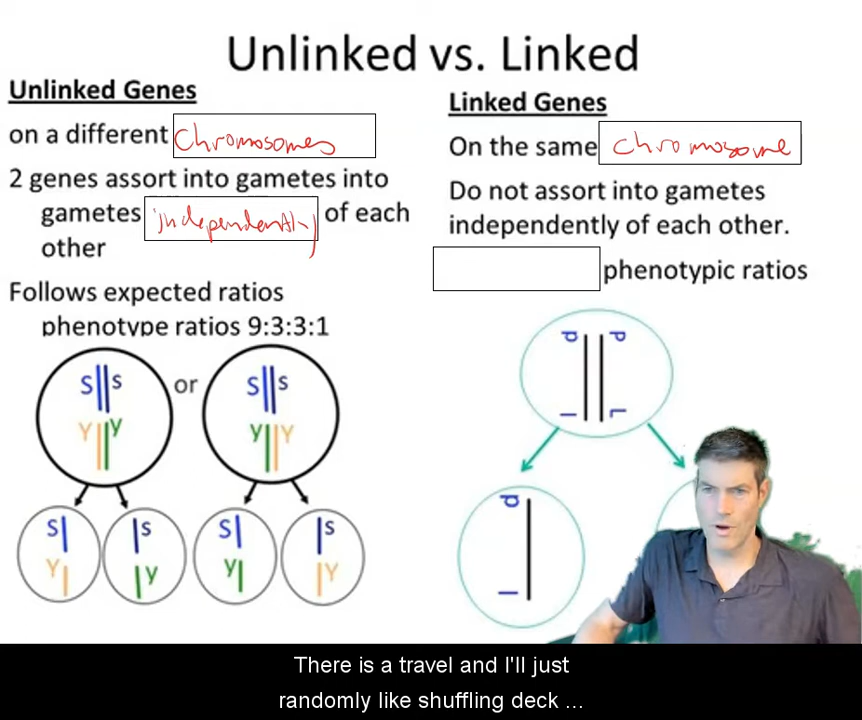 Unlinked vs. Linked
Unlinked Genes
on a different chromosomes
2 genes assort into gametes into
gametes independently of each
other
Follows expected ratios
phenotype ratios 9:3:3:1
S s or S s
Y y y Y
S s S s
Y y y Y
Linked Genes
On the same chromosome
Do not assort into gametes
independently of each other.
phenotypic ratios
P P
l L
P
l
There is a travel and I'll just
randomly like shuffling deck ...